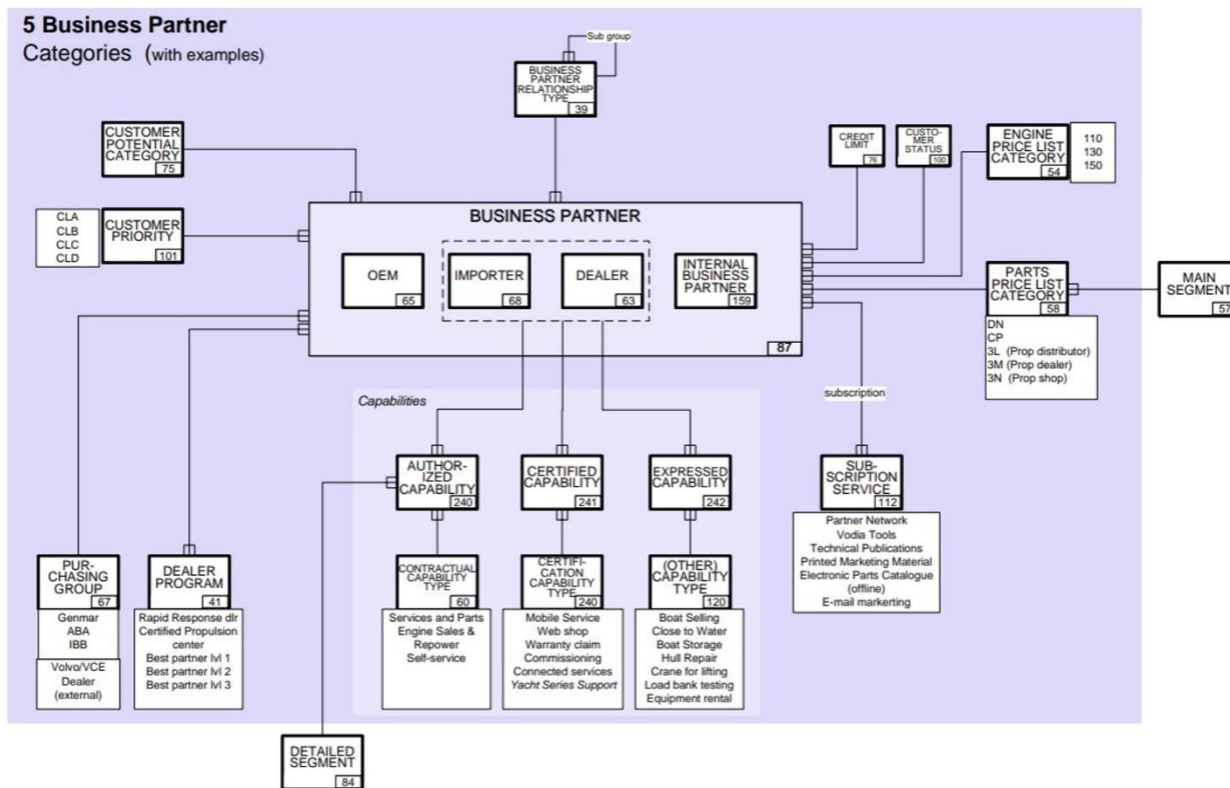 5 Business Partner
Categories (with examples)
Sub group
BUSINESS
PARTNER
RELATIONSHIP
TYPE
39
CUSTOMER
POTENTIAL
CATEGORY
75
CREDIT
LIMIT
76
CUSTO-
MER
STATUS
100
ENGINE
PRICE LIST
CATEGORY
54
110
130
150
CLA
CLB
CLC
CLD
CUSTOMER
PRIORITY
101
BUSINESS PARTNER
OEM
65
IMPORTER
68
DEALER
63
INTERNAL
BUSINESS
PARTNER
159
87
PARTS
PRICE LIST
CATEGORY
58
DN
CP
3L (Prop distributor)
3M (Prop dealer)
3N (Prop shop)
MAIN
SEGMENT
57
subscription
Capabilities
AUTHOR-
IZED
CAPABILITY
240
CERTIFIED
CAPABILITY
241
EXPRESSED
CAPABILITY
242
SUB-
SCRIPTION
SERVICE
112
Partner Network
Vodia Tools
Technical Publications
Printed Marketing Material
Electronic Parts Catalogue
(offline)
E-mail markerting
PUR-
CHASING
GROUP
67
Genmar
ABA
IBB
Volvo/VCE
Dealer
(external)
DEALER
PROGRAM
41
Rapid Response dlr
Certified Propulsion
center
Best partner lvl 1
Best partner lvl 2
Best partner lvl 3
CONTRACTUAL
CAPABILITY
TYPE
60
Services and Parts
Engine Sales &
Repower
Self-service
CERTIFI-
CATION
CAPABILITY
TYPE
240
Mobile Service
Web shop
Warranty claim
Commissioning
Connected services
Yacht Series Support
(OTHER)
CAPABILITY
TYPE
120
Boat Selling
Close to Water
Boat Storage
Hull Repair
Crane for lifting
Load bank testing
Equipment rental
DETAILED
SEGMENT
84